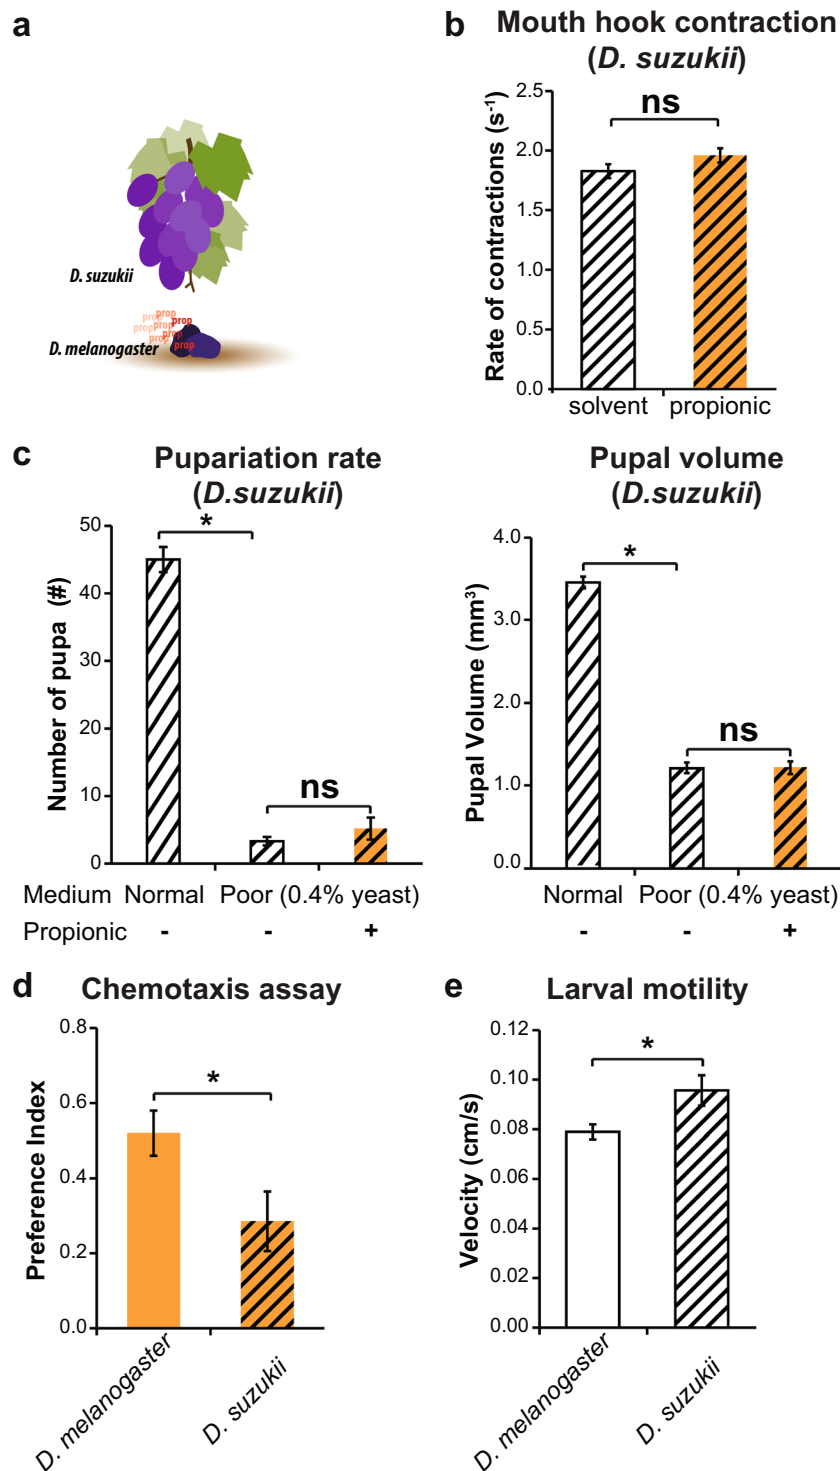 a
D. suzukii
prop
prop
prop
prop
prop
prop
prop
prop
D. melanogaster
b
Mouth hook contraction
(D. suzukii)
Rate of contractions (s-1)
2.5
2.0
1.5
1.0
0.5
0.0
ns
solvent
propionic
c
Pupariation rate
(D.suzukii)
Number of pupa (#)
50
40
30
20
10
0
*
ns
Medium Normal Poor (0.4% yeast)
Propionic - - +
Pupal volume
(D.suzukii)
Pupal Volume (mm3)
4.0
3.0
2.0
1.0
0.0
*
ns
Normal Poor (0.4% yeast)
- - +
d
Chemotaxis assay
Preference Index
0.8
0.6
0.4
0.2
0.0
*
D. melanogaster
D. suzukii
e
Larval motility
Velocity (cm/s)
0.12
0.10
0.08
0.06
0.04
0.02
0.00
*
D. melanogaster
D. suzukii